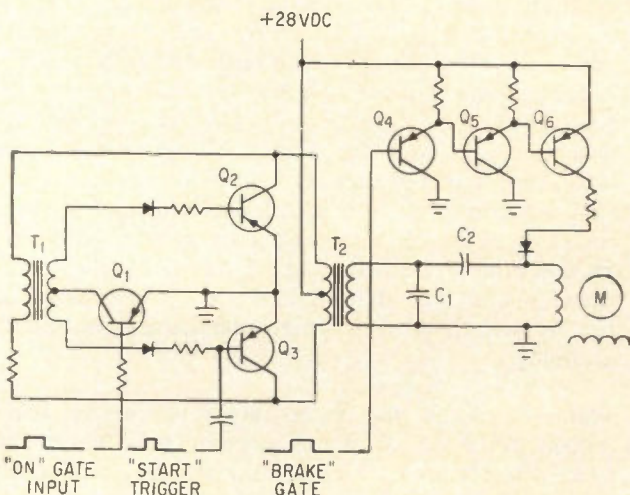 +28VDC
Q4
Q5
Q6
Q2
T1
Q1
T2
C2
C1
Q3
M
"ON" GATE
INPUT
"START"
TRIGGER
"BRAKE"
GATE